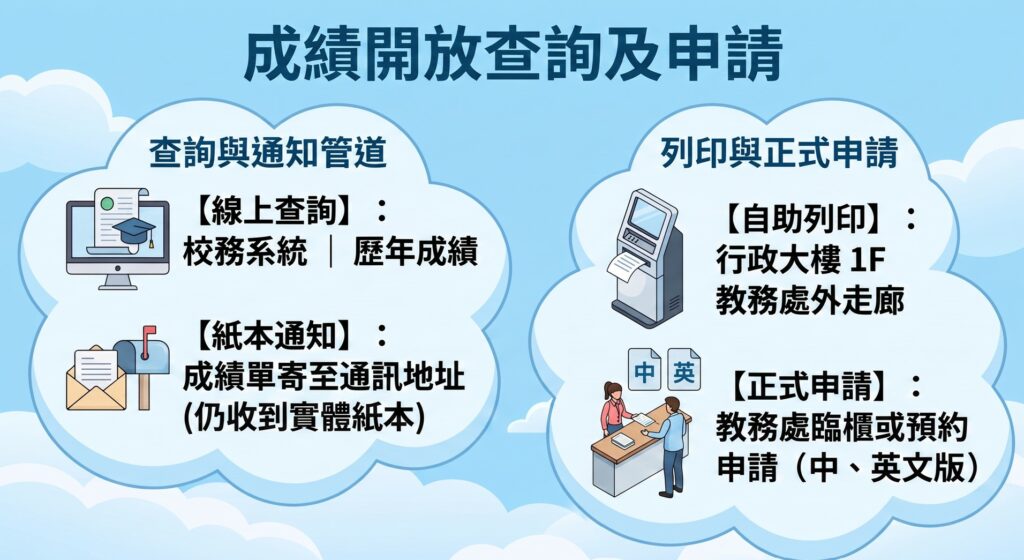 成績開放查詢及申請
查詢與通知管道
【線上查詢】：
校務系統｜歷年成績
【紙本通知】：
成績單寄至通訊地址
(仍收到實體紙本)
列印與正式申請
【自助列印】：
行政大樓 1F
教務處外走廊
中 英
【正式申請】：
教務處臨櫃或預約
申請（中、英文版）